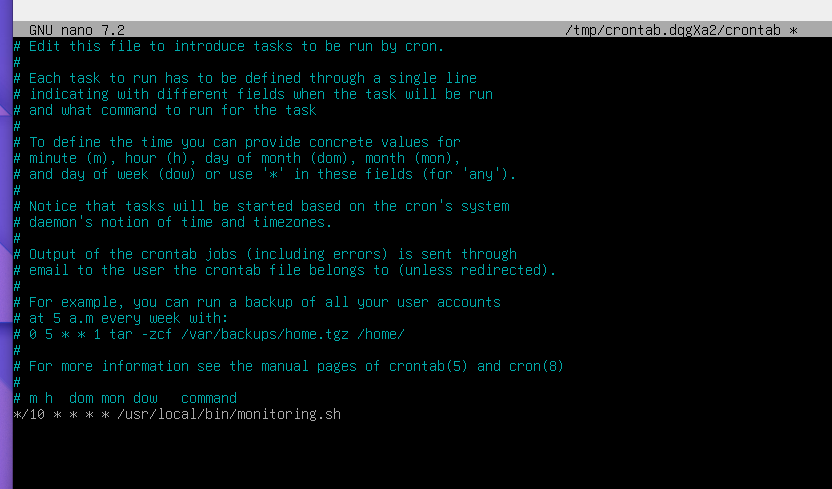 GNU nano 7.2 /tmp/crontab.dqgXa2/crontab *
# Edit this file to introduce tasks to be run by cron.
#
# Each task to run has to be defined through a single line
# indicating with different fields when the task will be run
# and what command to run for the task
#
# To define the time you can provide concrete values for
# minute (m), hour (h), day of month (dom), month (mon),
# and day of week (dow) or use '*' in these fields (for 'any').
#
# Notice that tasks will be started based on the cron's system
# daemon's notion of time and timezones.
#
# Output of the crontab jobs (including errors) is sent through
# email to the user the crontab file belongs to (unless redirected).
#
# For example, you can run a backup of all your user accounts
# at 5 a.m every week with:
# 0 5 * * 1 tar -zcf /var/backups/home.tgz /home/
#
# For more information see the manual pages of crontab(5) and cron(8)
#
# m h  dom mon dow   command
*/10 * * * * /usr/local/bin/monitoring.sh